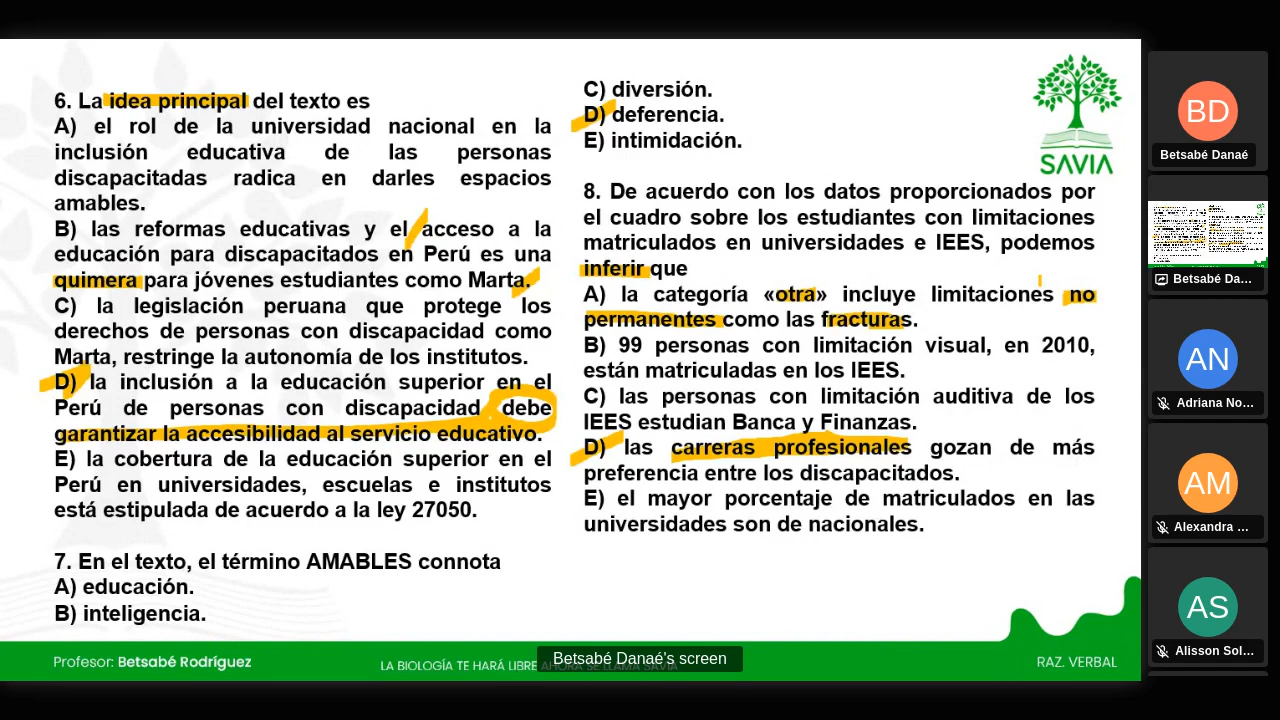 6. La idea principal del texto es
A) el rol de la universidad nacional en la
inclusión educativa de las personas
discapacitadas radica en darles espacios
amables.
B) las reformas educativas y el acceso a la
educación para discapacitados en Perú es una
quimera para jóvenes estudiantes como Marta.
C) la legislación peruana que protege los
derechos de personas con discapacidad como
Marta, restringe la autonomía de los institutos.
D) la inclusión a la educación superior en el
Perú de personas con discapacidad debe
garantizar la accesibilidad al servicio educativo.
E) la cobertura de la educación superior en el
Perú en universidades, escuelas e institutos
está estipulada de acuerdo a la ley 27050.
7. En el texto, el término AMABLES connota
A) educación.
B) inteligencia.
C) diversión.
D) deferencia.
E) intimidación.
8. De acuerdo con los datos proporcionados por
el cuadro sobre los estudiantes con limitaciones
matriculados en universidades e IEES, podemos
inferir que
A) la categoría «otra» incluye limitaciones no
permanentes como las fracturas.
B) 99 personas con limitación visual, en 2010,
están matriculadas en los IEES.
C) las personas con limitación auditiva de los
IEES estudian Banca y Finanzas.
D) las carreras profesionales gozan de más
preferencia entre los discapacitados.
E) el mayor porcentaje de matriculados en las
universidades son de nacionales.
SAVIA
Profesor: Betsabé Rodríguez
LA BIOLOGÍA TE HARÁ LIBRE AHORA SE LLAMA SAVIA
Betsabé Danaé's screen
RAZ. VERBAL
BD
Betsabé Danaé
Betsabé Da...
AN
Adriana No...
AM
Alexandra ...
AS
Alisson Sol...